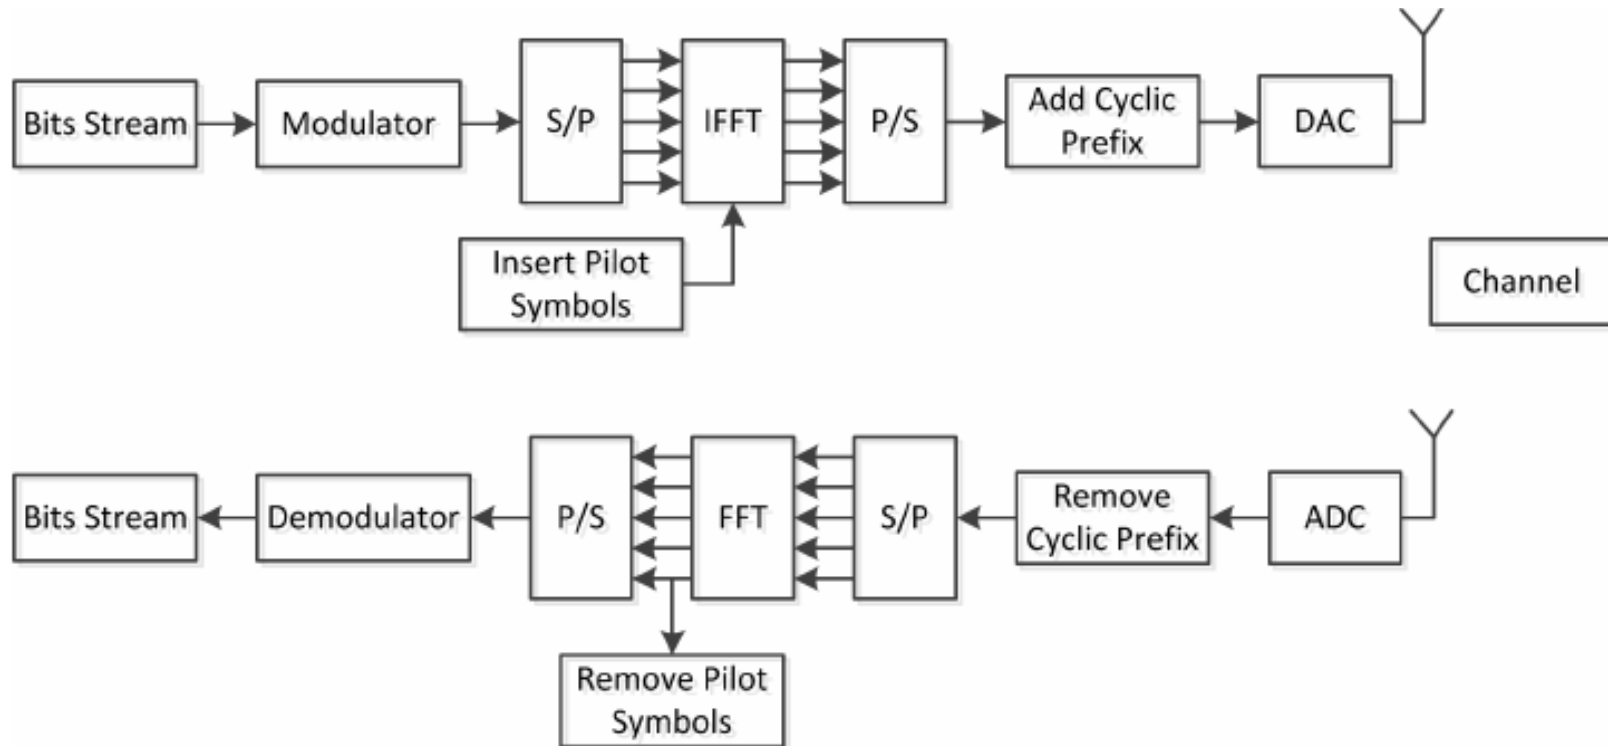 Bits Stream
Modulator
S/P
IFFT
P/S
Add Cyclic
Prefix
DAC
Insert Pilot
Symbols
Channel
Bits Stream
Demodulator
P/S
FFT
S/P
Remove
Cyclic Prefix
ADC
Remove Pilot
Symbols